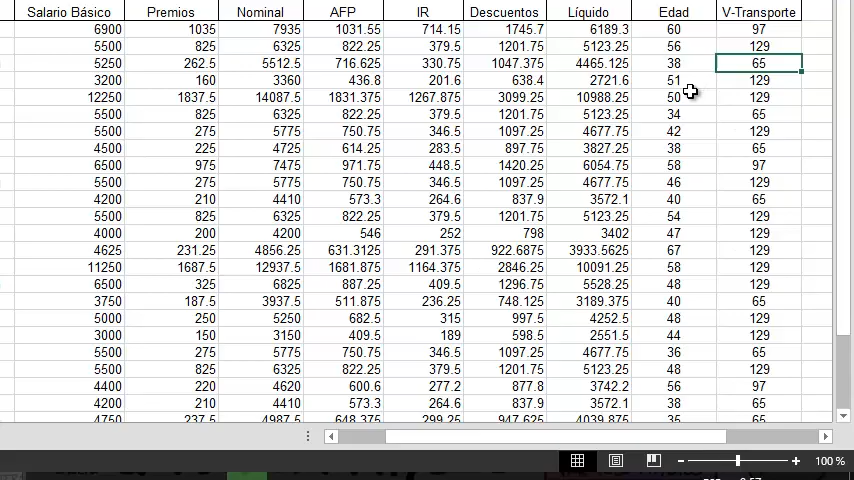 Salario Básico Premios Nominal AFP IR Descuentos Líquido Edad V-Transporte
6900 1035 7935 1031.55 714.15 1745.7 6189.3 60 97
5500 825 6325 822.25 379.5 1201.75 5123.25 56 129
5250 262.5 5512.5 716.625 330.75 1047.375 4465.125 38 65
3200 160 3360 436.8 201.6 638.4 2721.6 51 129
12250 1837.5 14087.5 1831.375 1267.875 3099.25 10988.25 50 129
5500 825 6325 822.25 379.5 1201.75 5123.25 34 65
5500 275 5775 750.75 346.5 1097.25 4677.75 42 129
4500 225 4725 614.25 283.5 897.75 3827.25 38 65
6500 975 7475 971.75 448.5 1420.25 6054.75 58 97
5500 275 5775 750.75 346.5 1097.25 4677.75 46 129
4200 210 4410 573.3 264.6 837.9 3572.1 40 65
5500 825 6325 822.25 379.5 1201.75 5123.25 54 129
4000 200 4200 546 252 798 3402 47 129
4625 231.25 4856.25 631.3125 291.375 922.6875 3933.5625 67 129
11250 1687.5 12937.5 1681.875 1164.375 2846.25 10091.25 58 129
6500 325 6825 887.25 409.5 1296.75 5528.25 48 129
3750 187.5 3937.5 511.875 236.25 748.125 3189.375 40 65
5000 250 5250 682.5 315 997.5 4252.5 48 129
3000 150 3150 409.5 189 598.5 2551.5 44 129
5500 275 5775 750.75 346.5 1097.25 4677.75 36 65
5500 825 6325 822.25 379.5 1201.75 5123.25 48 129
4400 220 4620 600.6 277.2 877.8 3742.2 56 97
4200 210 4410 573.3 264.6 837.9 3572.1 38 65
4750 237.5 4987.5 648.375 299.25 947.625 4039.875 35 65
100 %